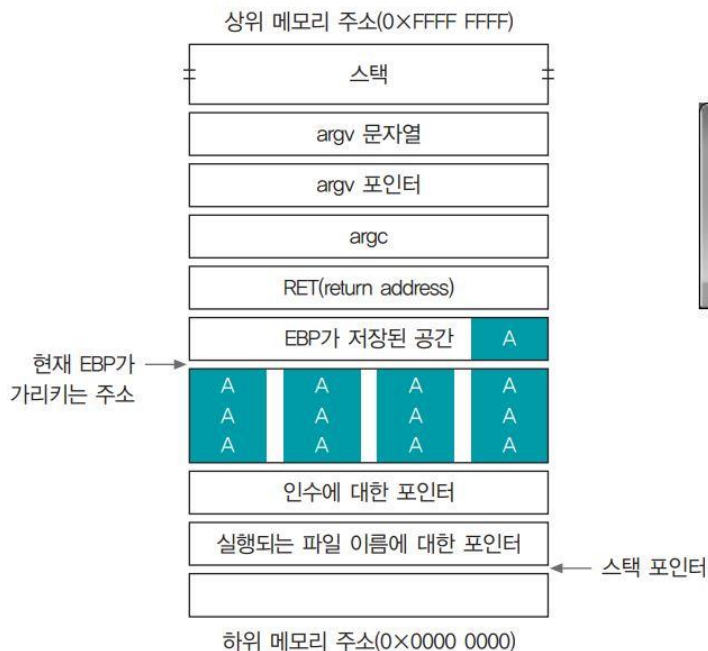 상위 메모리 주소(0×FFFF FFFF)
스택
argv 문자열
argv 포인터
argc
RET(return address)
EBP가 저장된 공간 A
현재 EBP가
가리키는 주소
A A A A
A A A A
A A A A
인수에 대한 포인터
실행되는 파일 이름에 대한 포인터
스택 포인터
하위 메모리 주소(0×0000 0000)